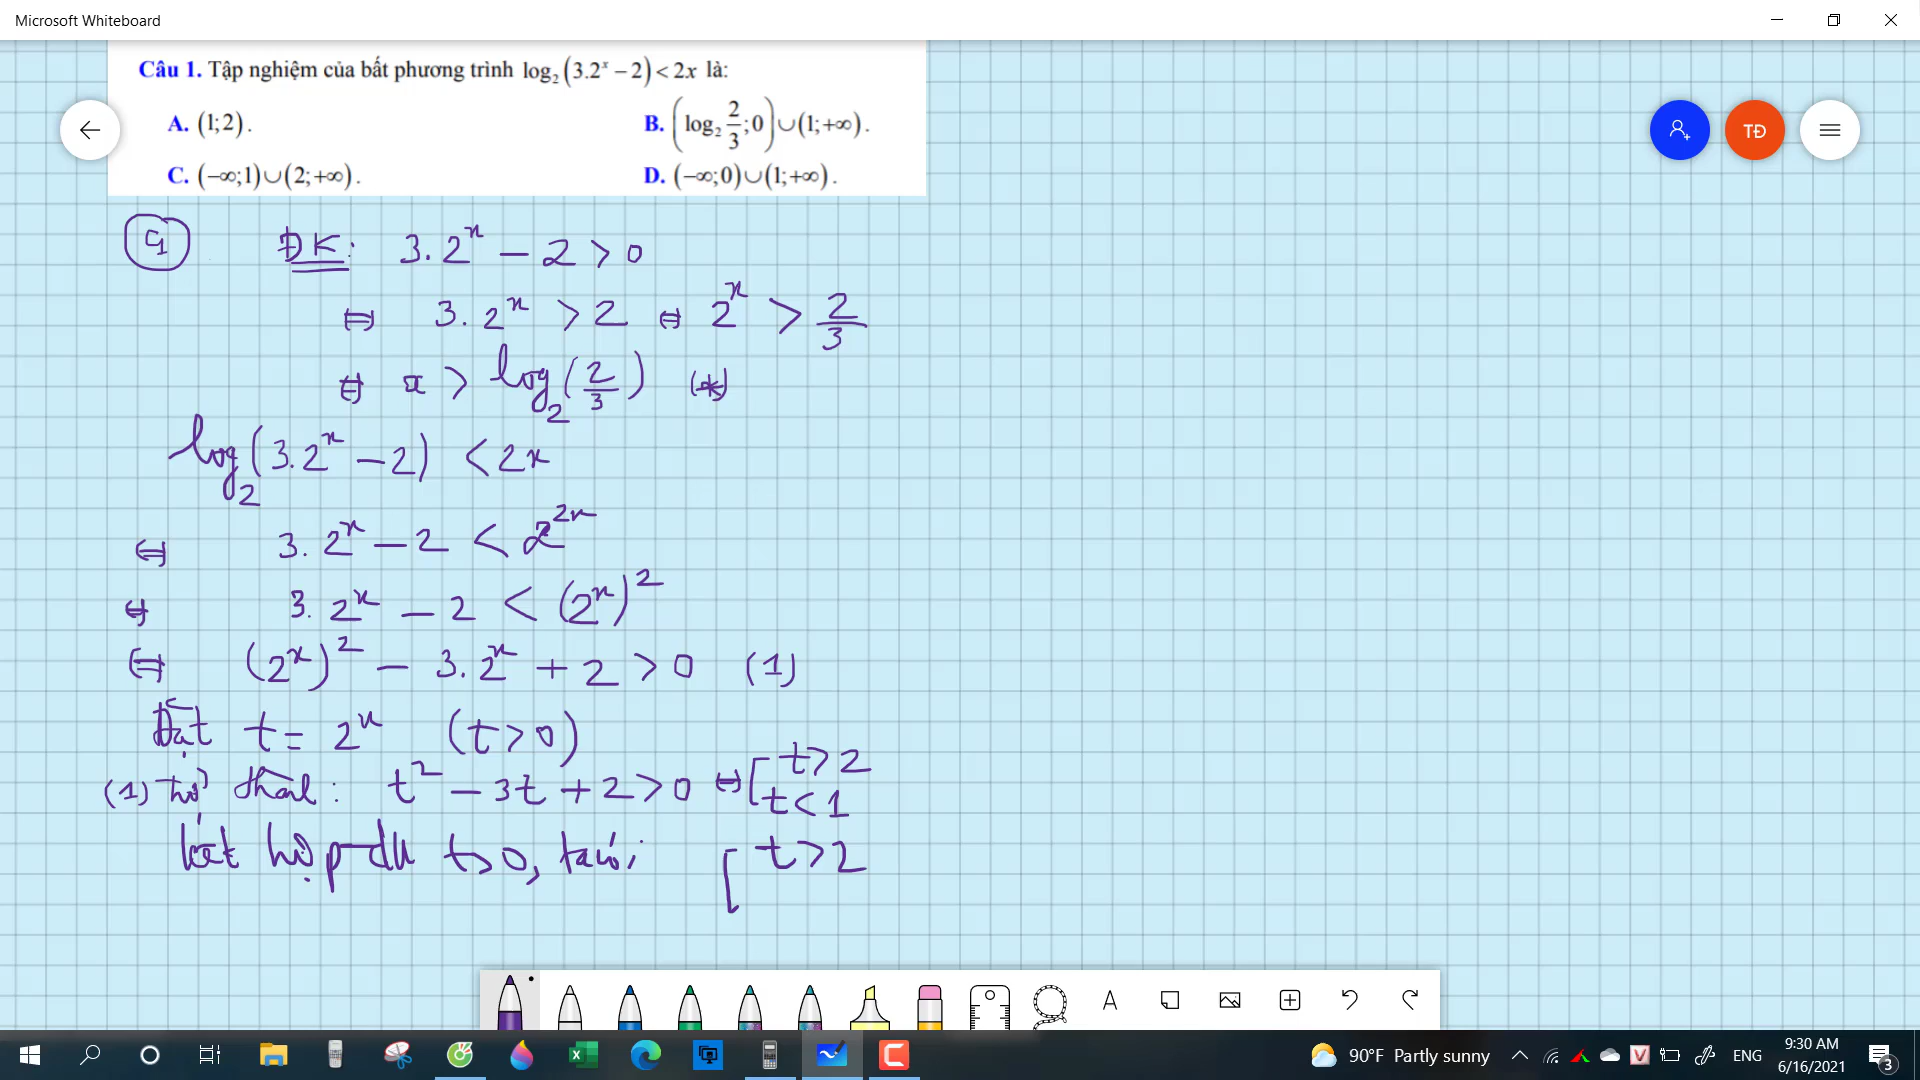 Microsoft Whiteboard
Câu 1. Tập nghiệm của bất phương trình log₂(3.2ˣ − 2) < 2x là:
A. (1;2).
B. (log₂ 2/3; 0) ∪ (1; +∞).
C. (−∞;1) ∪ (2; +∞).
D. (−∞;0) ∪ (1; +∞).
TĐ
C1 ĐK: 3.2ˣ − 2 > 0
⇔ 3.2ˣ > 2 ⇔ 2ˣ > 2/3
⇔ x > log₂(2/3) (*)
log₂(3.2ˣ − 2) < 2x
⇔ 3.2ˣ − 2 < 2²ˣ
⇔ 3.2ˣ − 2 < (2ˣ)²
⇔ (2ˣ)² − 3.2ˣ + 2 > 0 (1)
Đặt t = 2ˣ (t > 0)
(1) trở thành: t² − 3t + 2 > 0 ⇔ [ t > 2
t < 1
kết hợp đk t > 0, [ t > 2
90°F Partly sunny
ENG
9:30 AM
6/16/2021
3